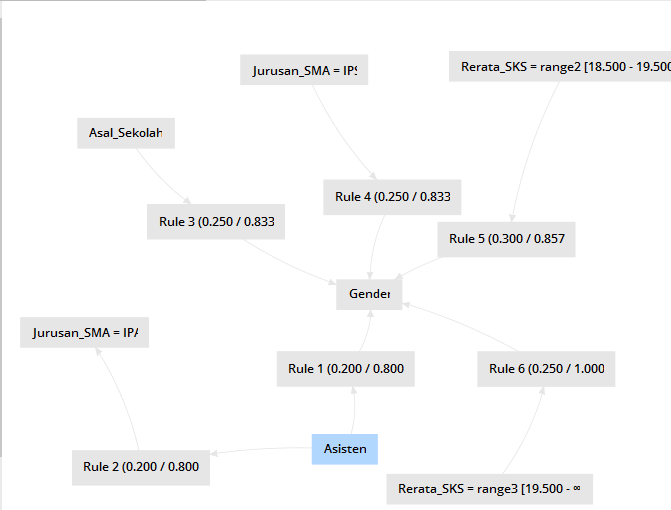 Jurusan_SMA = IPS
Rerata_SKS = range2 [18.500 - 19.500
Asal_Sekolah
Rule 4 (0.250 / 0.833
Rule 3 (0.250 / 0.833
Rule 5 (0.300 / 0.857
Gender
Jurusan_SMA = IPA
Rule 1 (0.200 / 0.800
Rule 6 (0.250 / 1.000
Asisten
Rule 2 (0.200 / 0.800
Rerata_SKS = range3 [19.500 - ∞